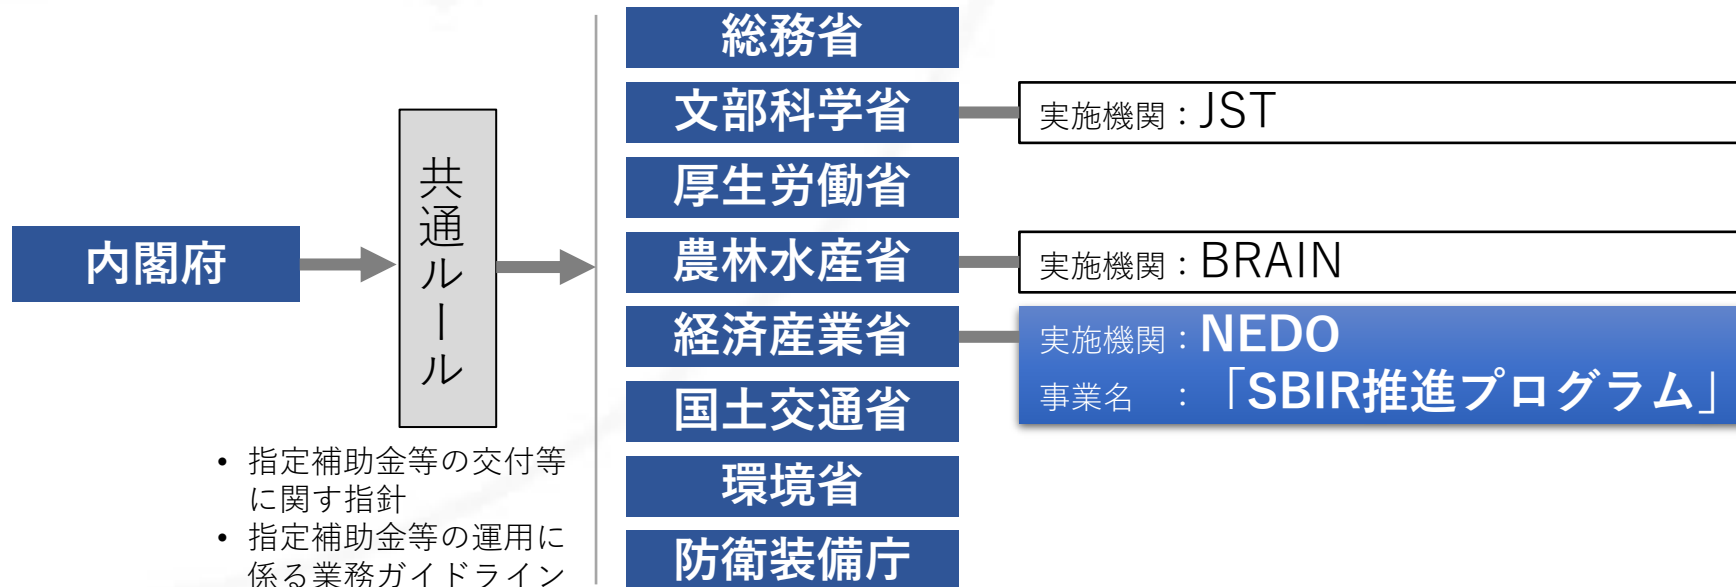 内閣府
共通ルール
• 指定補助金等の交付等
に関す指針
• 指定補助金等の運用に
係る業務ガイドライン
総務省
文部科学省
実施機関：JST
厚生労働省
農林水産省
実施機関：BRAIN
経済産業省
実施機関：NEDO
事業名　：「SBIR推進プログラム」
国土交通省
環境省
防衛装備庁